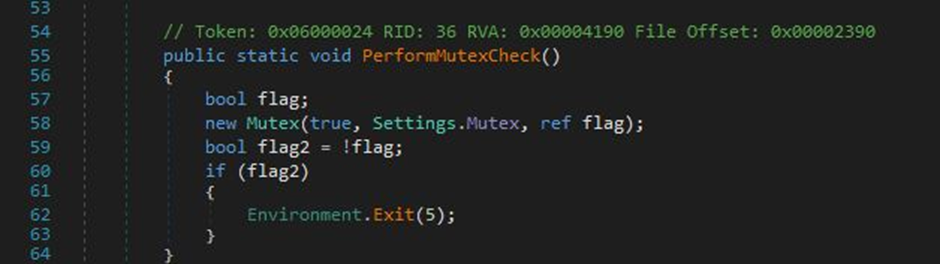 53
54 // Token: 0x06000024 RID: 36 RVA: 0x00004190 File Offset: 0x00002390
55 public static void PerformMutexCheck()
56 {
57 bool flag;
58 new Mutex(true, Settings.Mutex, ref flag);
59 bool flag2 = !flag;
60 if (flag2)
61 {
62 Environment.Exit(5);
63 }
64 }